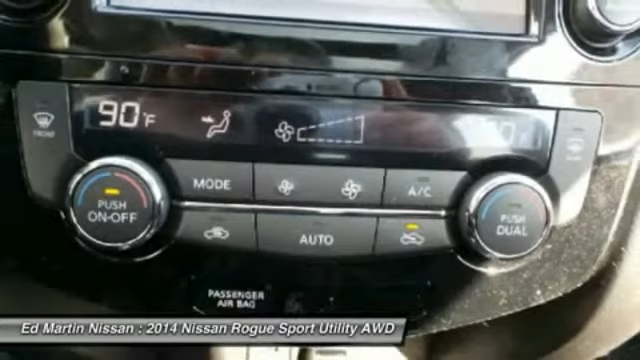 90°F
FRONT
MODE
A/C
PUSH
ON-OFF
PUSH
DUAL
AUTO
PASSENGER
AIR BAG
Ed Martin Nissan : 2014 Nissan Rogue Sport Utility AWD